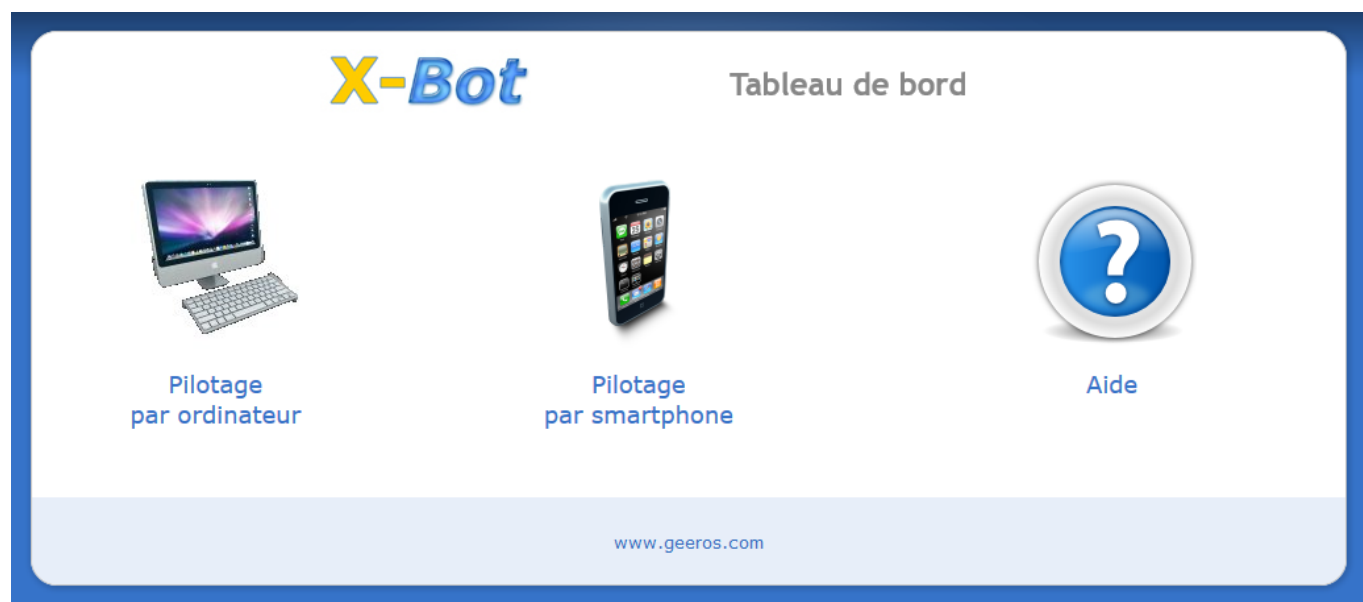 X-Bot
Tableau de bord
Pilotage
par ordinateur
Pilotage
par smartphone
?
Aide
www.geeros.com